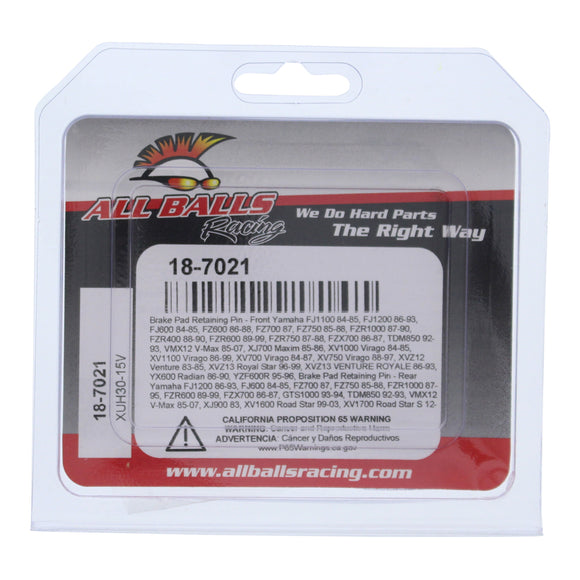 ALL BALLS
Racing
We Do Hard Parts
The Right Way
18-7021
Brake Pad Retaining Pin - Front Yamaha FJ1100 84-85, FJ1200 86-93,
FJ600 84-85, FZ600 86-88, FZ700 87, FZ750 85-88, FZR1000 87-90,
FZR400 88-90, FZR600 89-99, FZR750 87-88, FZX700 86-87, TDM850 92-
93, VMX12 V-Max 85-07, XJ700 Maxim 85-86, XV1000 Virago 84-85,
XV1100 Virago 86-99, XV700 Virago 84-87, XV750 Virago 88-97, XVZ12
Venture 83-85, XVZ13 Royal Star 96-99, XVZ13 VENTURE ROYALE 86-93,
YX600 Radian 86-90, YZF600R 95-96, Brake Pad Retaining Pin - Rear
Yamaha FJ1200 86-93, FJ600 84-85, FZ700 87, FZ750 85-88, FZR1000 87-
95, FZR600 89-99, FZX700 86-87, GTS1000 93-94, TDM850 92-93, VMX12
V-Max 85-07, XJ900 83, XV1600 Road Star 99-03, XV1700 Road Star S 12-
CALIFORNIA PROPOSITION 65 WARNING
WARNING: Cancer and Reproductive Harm
ADVERTENCIA: Cáncer y Daños Reproductivos
www.P65Warnings.ca.gov
18-7021
XUH30-15V
www.allballsracing.com